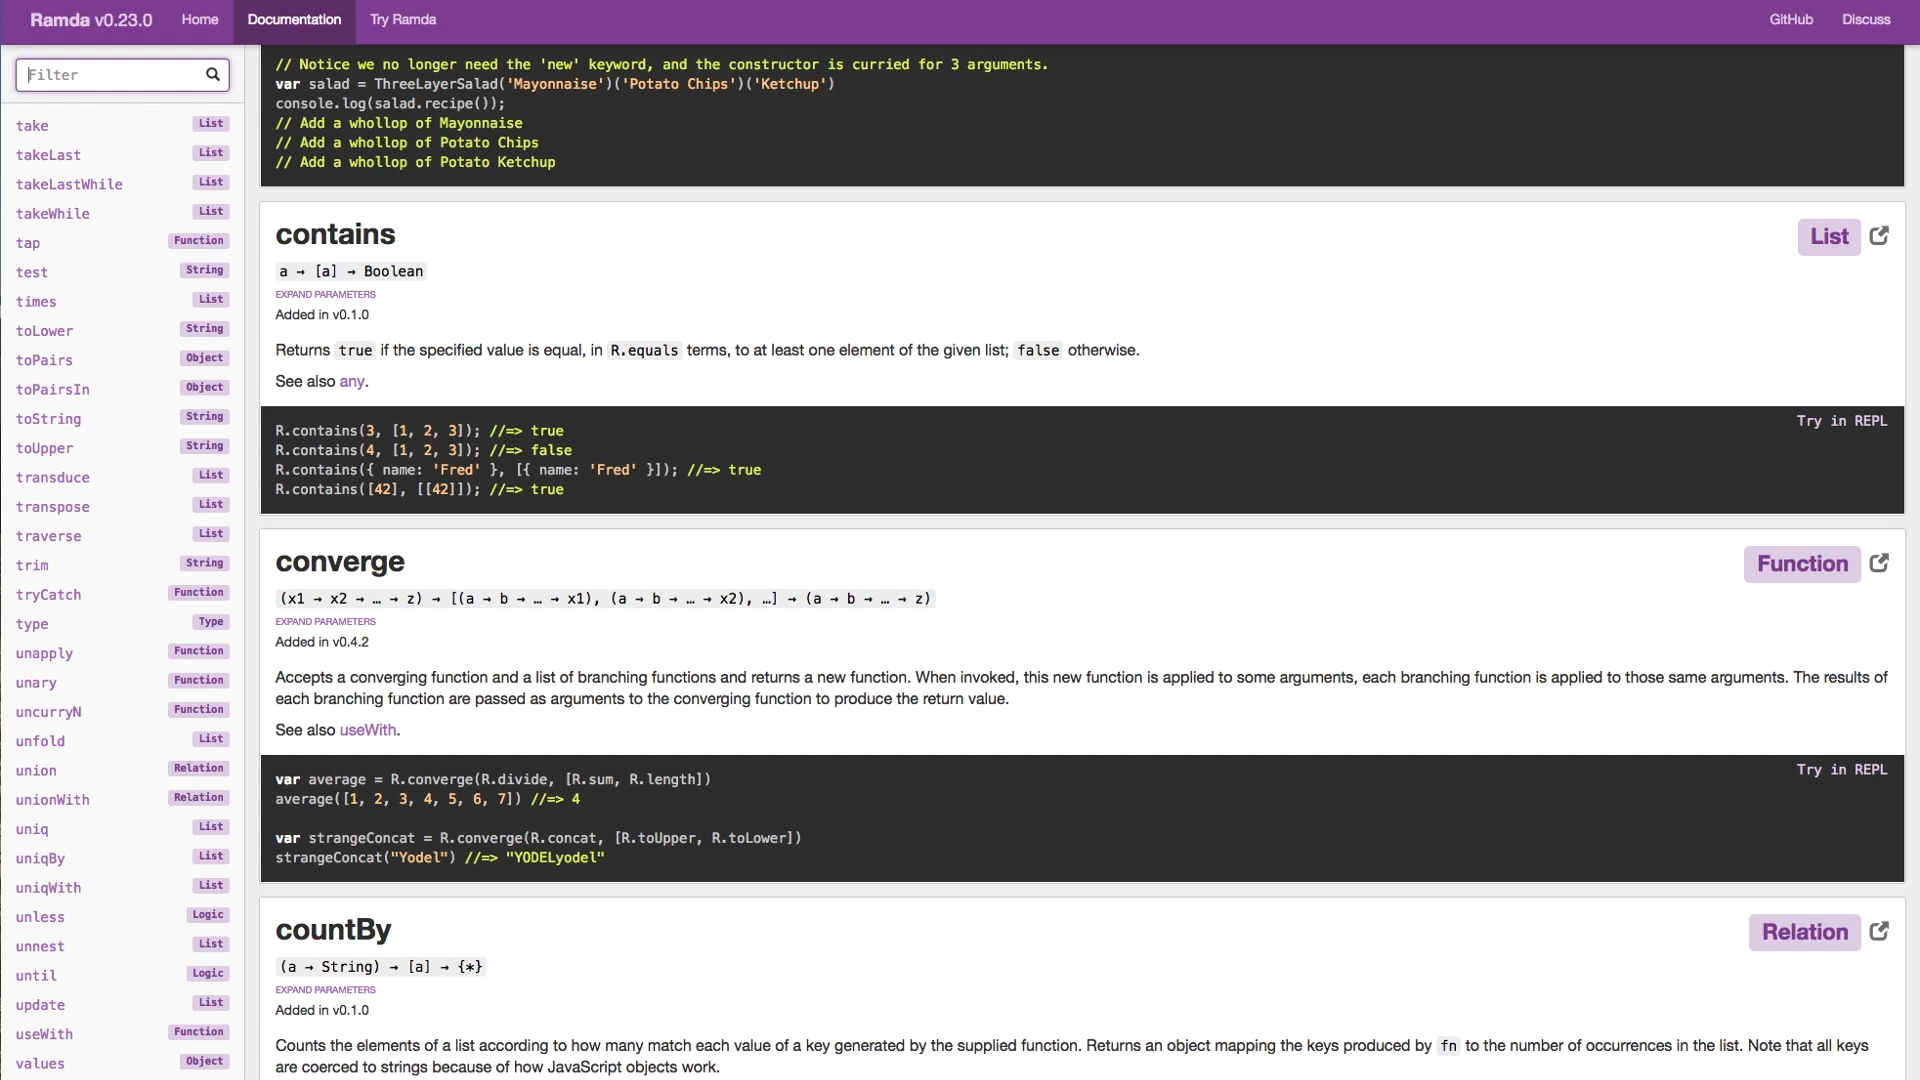 Ramda v0.23.0 Home Documentation Try Ramda GitHub Discuss
Filter
take List
takeLast List
takeLastWhile List
takeWhile List
tap Function
test String
times List
toLower String
toPairs Object
toPairsIn Object
toString String
toUpper String
transduce List
transpose List
traverse List
trim String
tryCatch Function
type Type
unapply Function
unary Function
uncurryN Function
unfold List
union Relation
unionWith Relation
uniq List
uniqBy List
uniqWith List
unless Logic
unnest List
until Logic
update List
useWith Function
values Object
// Notice we no longer need the 'new' keyword, and the constructor is curried for 3 arguments.
var salad = ThreeLayerSalad('Mayonnaise')('Potato Chips')('Ketchup')
console.log(salad.recipe());
// Add a whollop of Mayonnaise
// Add a whollop of Potato Chips
// Add a whollop of Potato Ketchup
contains List
a → [a] → Boolean
EXPAND PARAMETERS
Added in v0.1.0
Returns true if the specified value is equal, in R.equals terms, to at least one element of the given list; false otherwise.
See also any.
Try in REPL
R.contains(3, [1, 2, 3]); //=> true
R.contains(4, [1, 2, 3]); //=> false
R.contains({ name: 'Fred' }, [{ name: 'Fred' }]); //=> true
R.contains([42], [[42]]); //=> true
converge Function
(x1 → x2 → … → z) → [(a → b → … → x1), (a → b → … → x2), …] → (a → b → … → z)
EXPAND PARAMETERS
Added in v0.4.2
Accepts a converging function and a list of branching functions and returns a new function. When invoked, this new function is applied to some arguments, each branching function is applied to those same arguments. The results of
each branching function are passed as arguments to the converging function to produce the return value.
See also useWith.
Try in REPL
var average = R.converge(R.divide, [R.sum, R.length])
average([1, 2, 3, 4, 5, 6, 7]) //=> 4
var strangeConcat = R.converge(R.concat, [R.toUpper, R.toLower])
strangeConcat("Yodel") //=> "YODELyodel"
countBy Relation
(a → String) → [a] → {*}
EXPAND PARAMETERS
Added in v0.1.0
Counts the elements of a list according to how many match each value of a key generated by the supplied function. Returns an object mapping the keys produced by fn to the number of occurrences in the list. Note that all keys
are coerced to strings because of how JavaScript objects work.